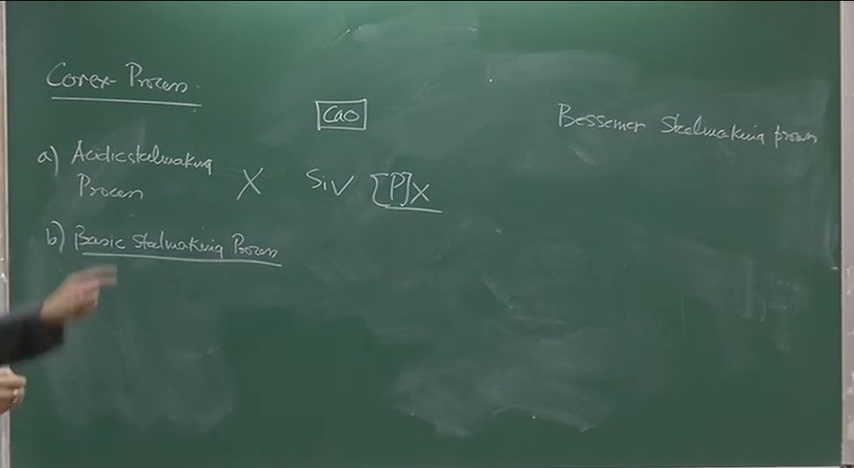 Corex Process
CaO
Bessemer Steelmaking process
a) Acidic steelmaking
Process X Si✓ [P]X
b) Basic Steelmaking Process